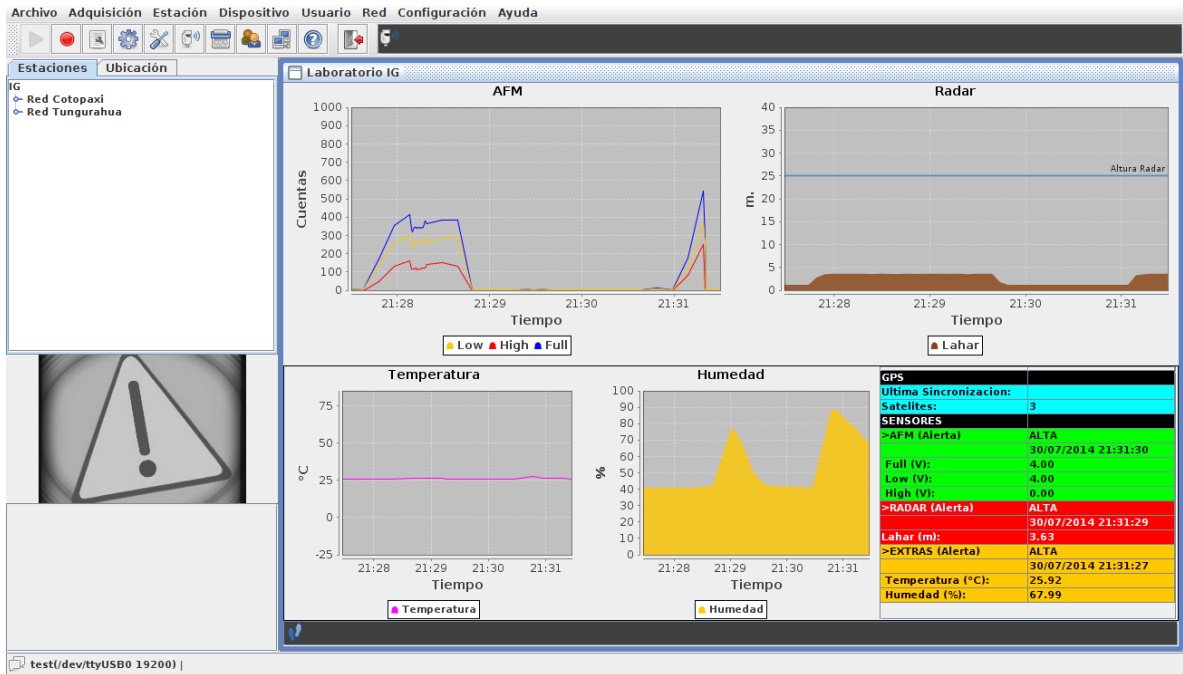 Archivo Adquisición Estación Dispositivo Usuario Red Configuración Ayuda
Estaciones Ubicación
IG
Red Cotopaxi
Red Tungurahua
Laboratorio IG
AFM
Cuentas
1000
900
800
700
600
500
400
300
200
100
0
21:28 21:29 21:30 21:31
Tiempo
Low High Full
Radar
m.
40
35
30
25
20
15
10
5
0
Altura Radar
21:28 21:29 21:30 21:31
Tiempo
Lahar
Temperatura
°C
75
50
25
0
-25
21:28 21:29 21:30 21:31
Tiempo
Temperatura
Humedad
%
100
90
80
70
60
50
40
30
20
10
0
21:28 21:29 21:30 21:31
Tiempo
Humedad
GPS
Ultima Sincronizacion:
Satelites: 3
SENSORES
>AFM (Alerta) ALTA
30/07/2014 21:31:30
Full (V): 4.00
Low (V): 4.00
High (V): 0.00
>RADAR (Alerta) ALTA
30/07/2014 21:31:29
Lahar (m): 3.63
>EXTRAS (Alerta) ALTA
30/07/2014 21:31:27
Temperatura (°C): 25.92
Humedad (%): 67.99
test(/dev/ttyUSB0 19200) |